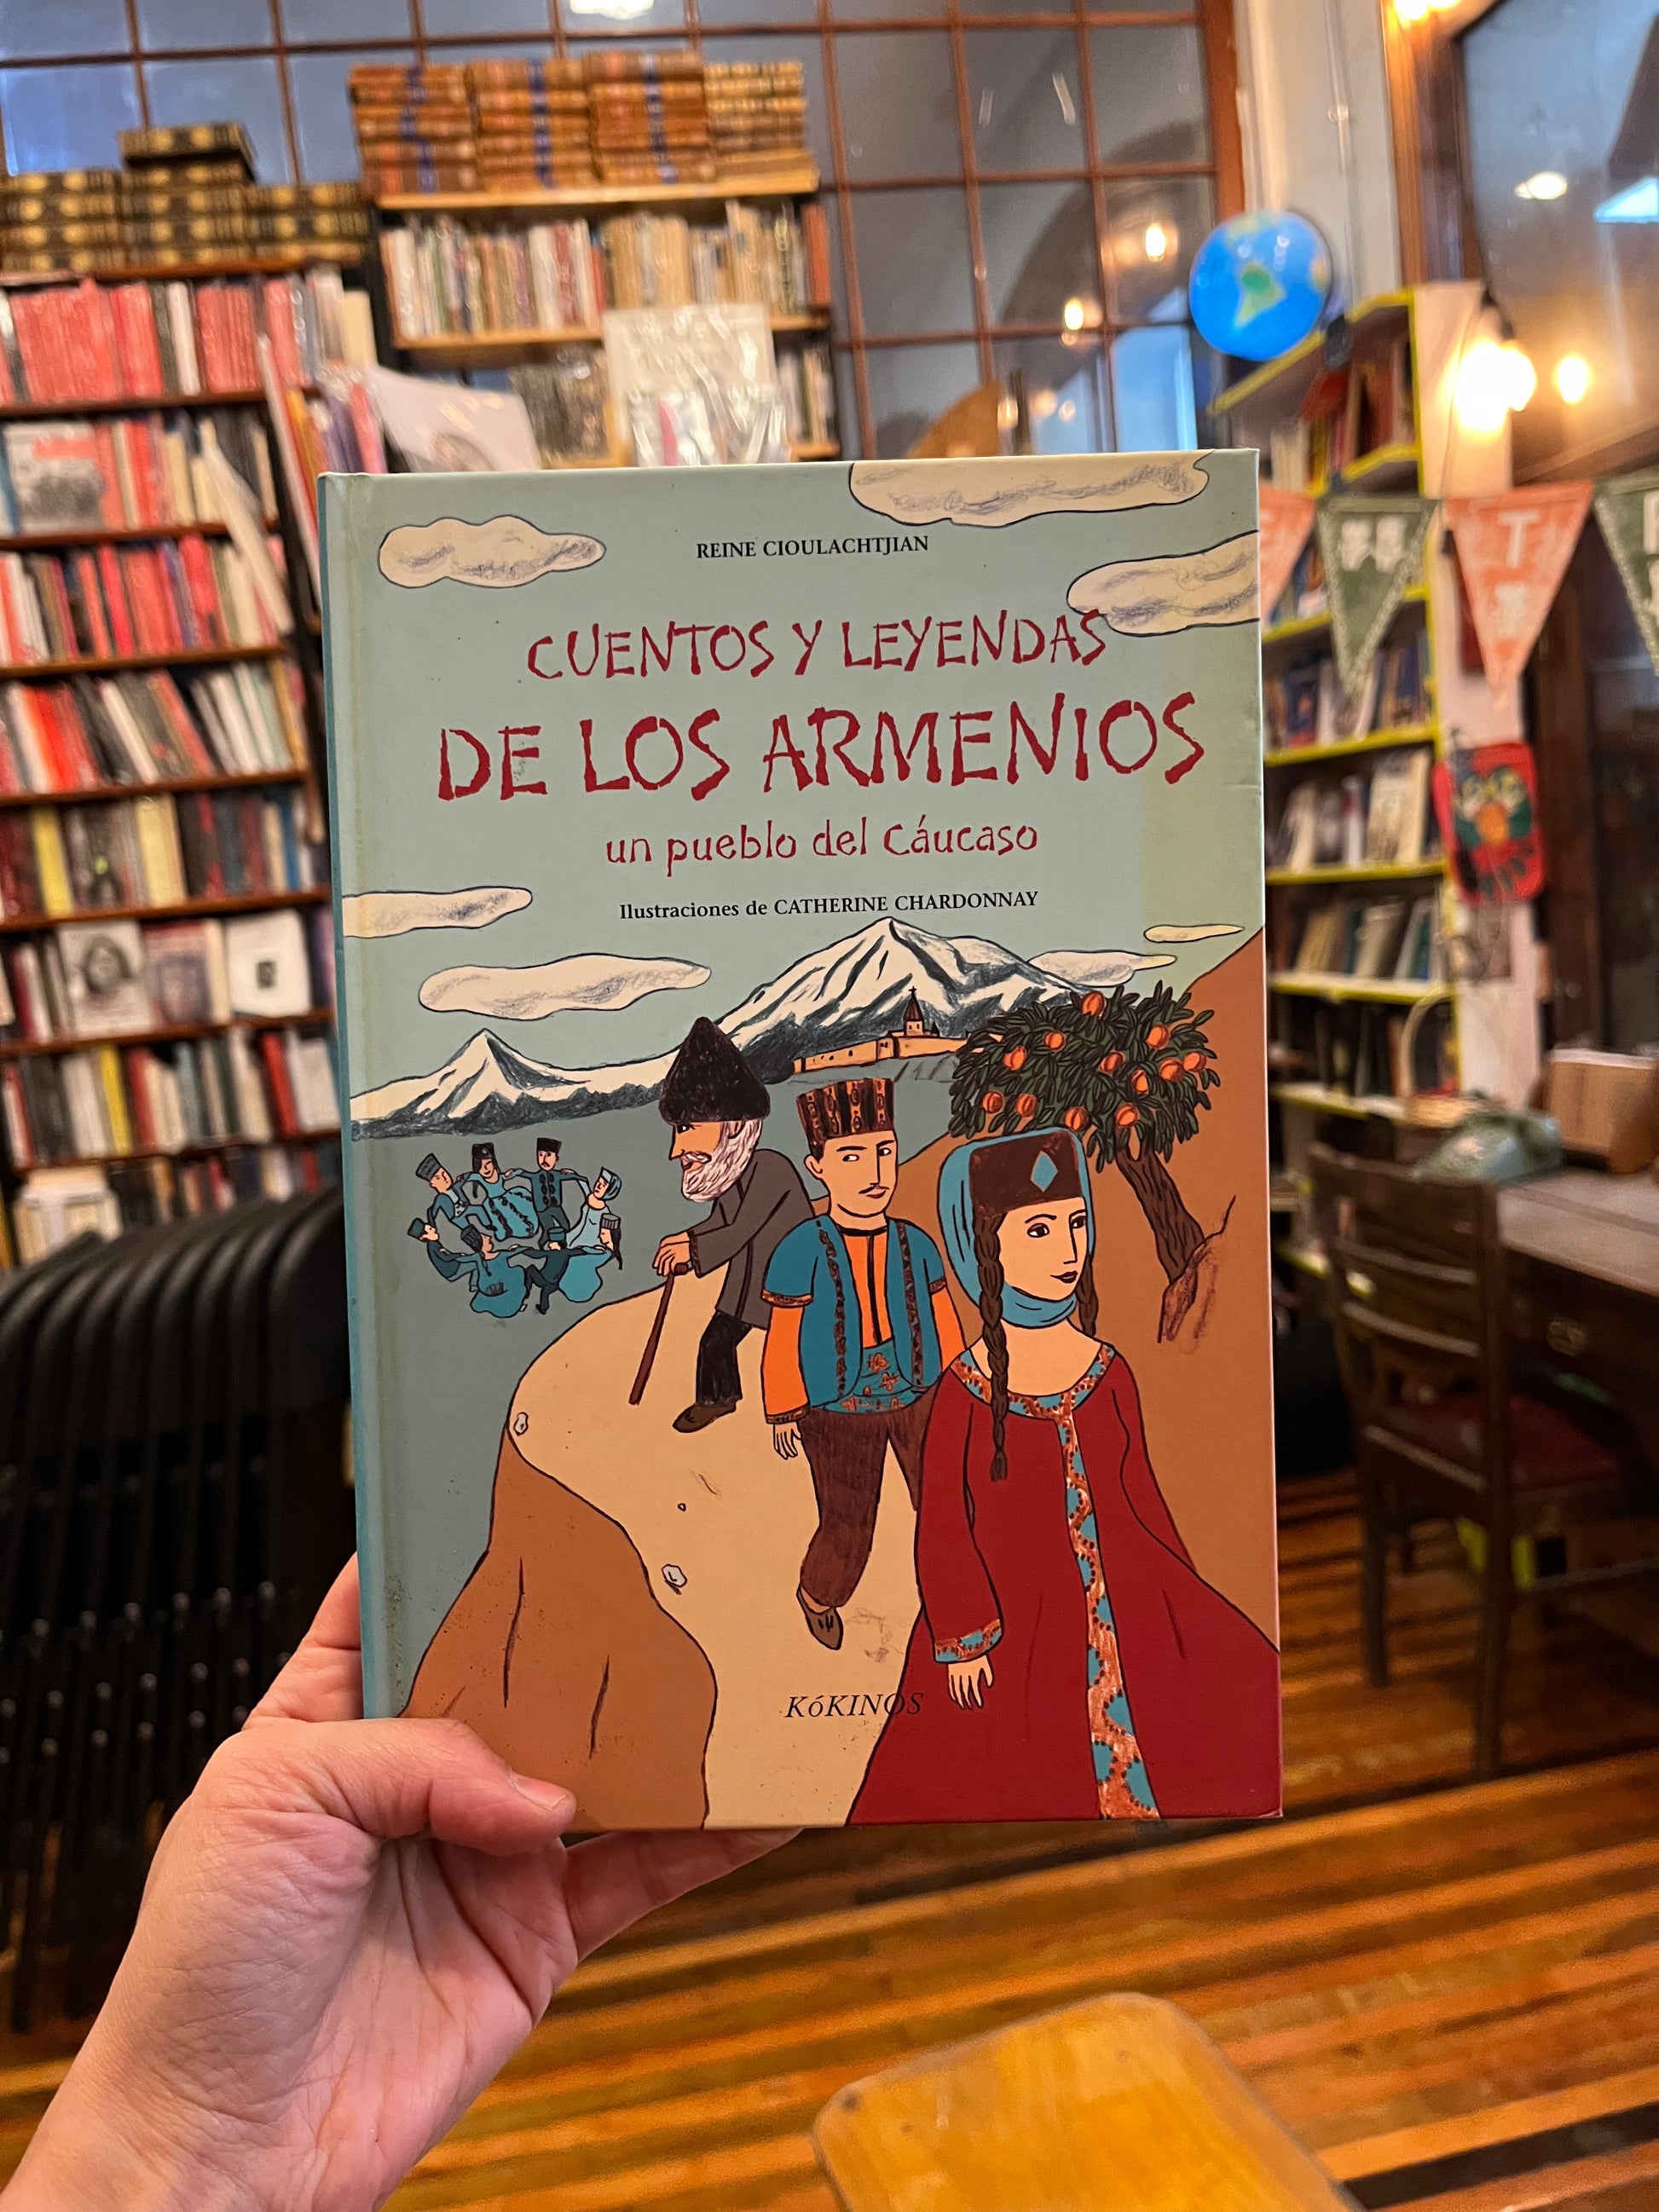 REINE CIOULACHTJIAN
CUENTOS Y LEYENDAS
DE LOS ARMENIOS
un pueblo del Cáucaso
Ilustraciones de CATHERINE CHARDONNAY
KóKINOS